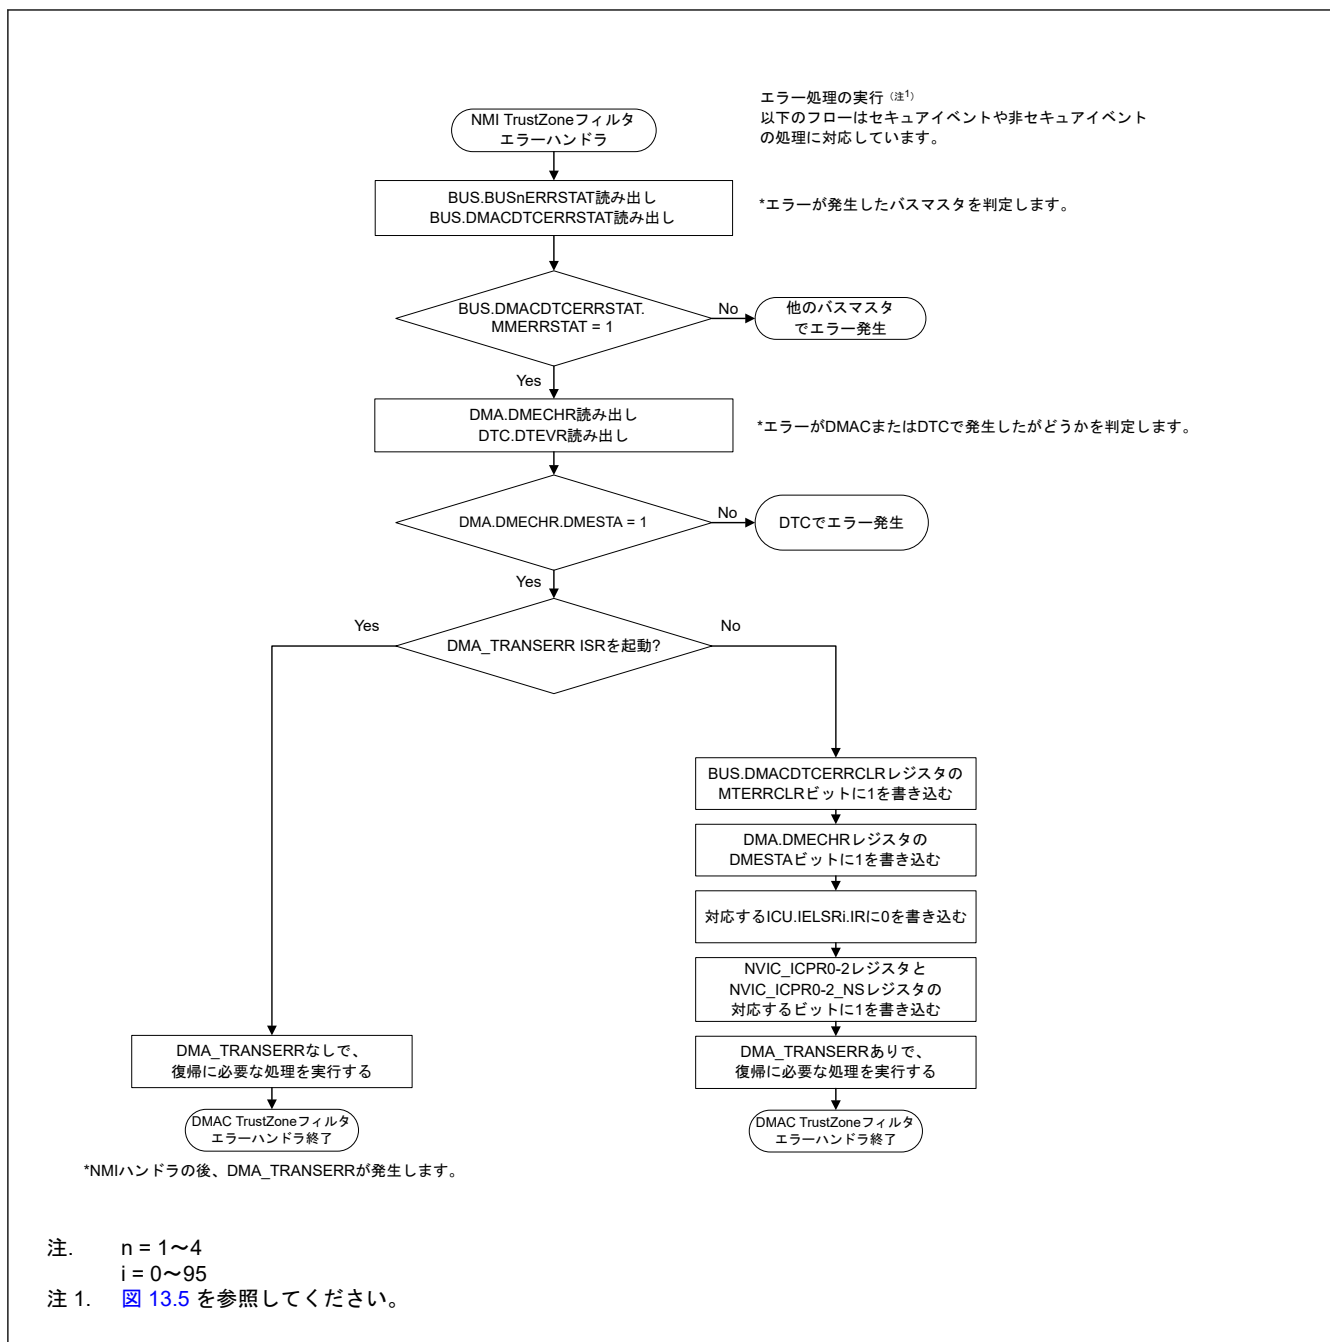 エラー処理の実行（注1）
以下のフローはセキュアイベントや非セキュアイベント
の処理に対応しています。
NMI TrustZoneフィルタ
エラーハンドラ
BUS.BUSnERRSTAT読み出し
BUS.DMACDTCERRSTAT読み出し
*エラーが発生したバスマスタを判定します。
BUS.DMACDTCERRSTAT.
MMERRSTAT = 1
No
他のバスマスタ
でエラー発生
Yes
DMA.DMECHR読み出し
DTC.DTEVR読み出し
*エラーがDMACまたはDTCで発生したがどうかを判定します。
DMA.DMECHR.DMESTA = 1
No
DTCでエラー発生
Yes
Yes
DMA_TRANSERR ISRを起動?
No
BUS.DMACDTCERRCLRレジスタの
MTERRCLRビットに1を書き込む
DMA.DMECHRレジスタの
DMESTAビットに1を書き込む
対応するICU.IELSRi.IRに0を書き込む
NVIC_ICPR0-2レジスタと
NVIC_ICPR0-2_NSレジスタの
対応するビットに1を書き込む
DMA_TRANSERRなしで、
復帰に必要な処理を実行する
DMA_TRANSERRありで、
復帰に必要な処理を実行する
DMAC TrustZoneフィルタ
エラーハンドラ終了
DMAC TrustZoneフィルタ
エラーハンドラ終了
*NMIハンドラの後、DMA_TRANSERRが発生します。
注. n = 1～4
i = 0～95
注 1. 図 13.5 を参照してください。